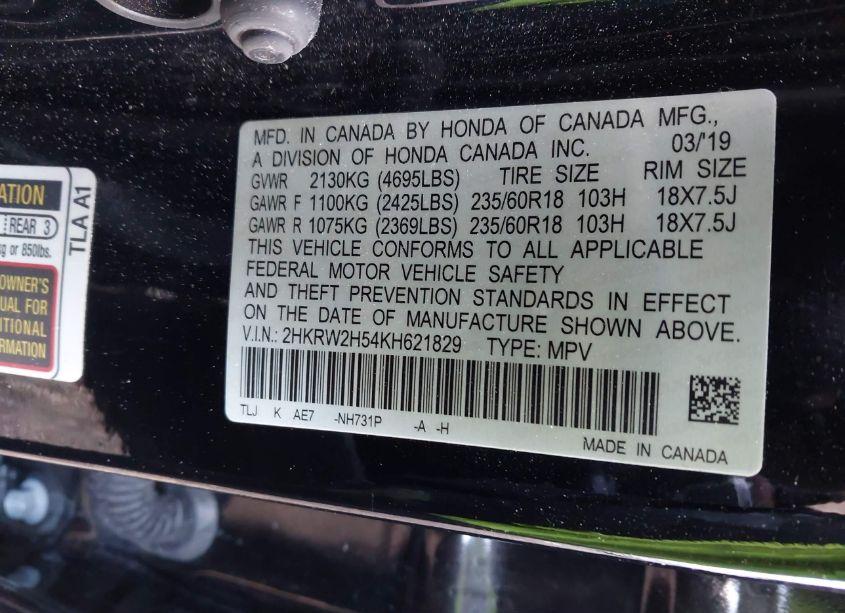 MFD. IN CANADA BY HONDA OF CANADA MFG.,
A DIVISION OF HONDA CANADA INC. 03/'19
GVWR 2130KG (4695LBS) TIRE SIZE RIM SIZE
GAWR F 1100KG (2425LBS) 235/60R18 103H 18X7.5J
GAWR R 1075KG (2369LBS) 235/60R18 103H 18X7.5J
THIS VEHICLE CONFORMS TO ALL APPLICABLE
FEDERAL MOTOR VEHICLE SAFETY
AND THEFT PREVENTION STANDARDS IN EFFECT
ON THE DATE OF MANUFACTURE SHOWN ABOVE.
V.I.N.: 2HKRW2H54KH621829 TYPE: MPV
TLJ K AE7 -NH731P -A -H
MADE IN CANADA
REAR 3
or 850lbs.
TLA A1
OWNER'S
FOR